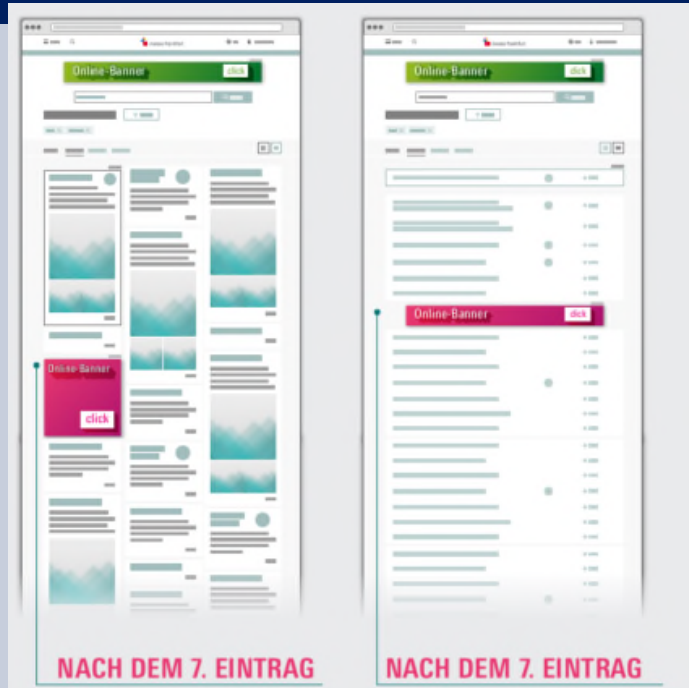 Online-Banner click
Online-Banner
click
NACH DEM 7. EINTRAG
Online-Banner click
Online-Banner click
NACH DEM 7. EINTRAG